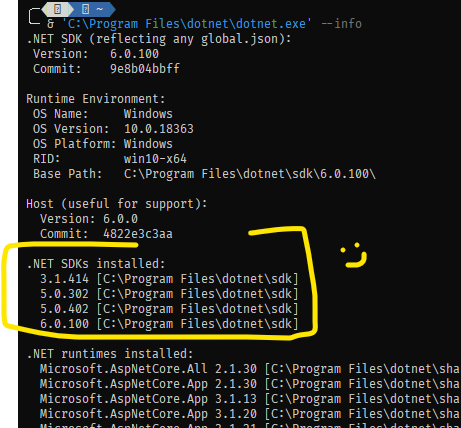 ~
& 'C:\Program Files\dotnet\dotnet.exe' --info
.NET SDK (reflecting any global.json):
Version: 6.0.100
Commit: 9e8b04bbff
Runtime Environment:
OS Name: Windows
OS Version: 10.0.18363
OS Platform: Windows
RID: win10-x64
Base Path: C:\Program Files\dotnet\sdk\6.0.100\
Host (useful for support):
Version: 6.0.0
Commit: 4822e3c3aa
.NET SDKs installed:
3.1.414 [C:\Program Files\dotnet\sdk]
5.0.302 [C:\Program Files\dotnet\sdk]
5.0.402 [C:\Program Files\dotnet\sdk]
6.0.100 [C:\Program Files\dotnet\sdk]
.NET runtimes installed:
Microsoft.AspNetCore.All 2.1.30 [C:\Program Files\dotnet\sha
Microsoft.AspNetCore.App 2.1.30 [C:\Program Files\dotnet\sha
Microsoft.AspNetCore.App 3.1.13 [C:\Program Files\dotnet\sha
Microsoft.AspNetCore.App 3.1.20 [C:\Program Files\dotnet\sha